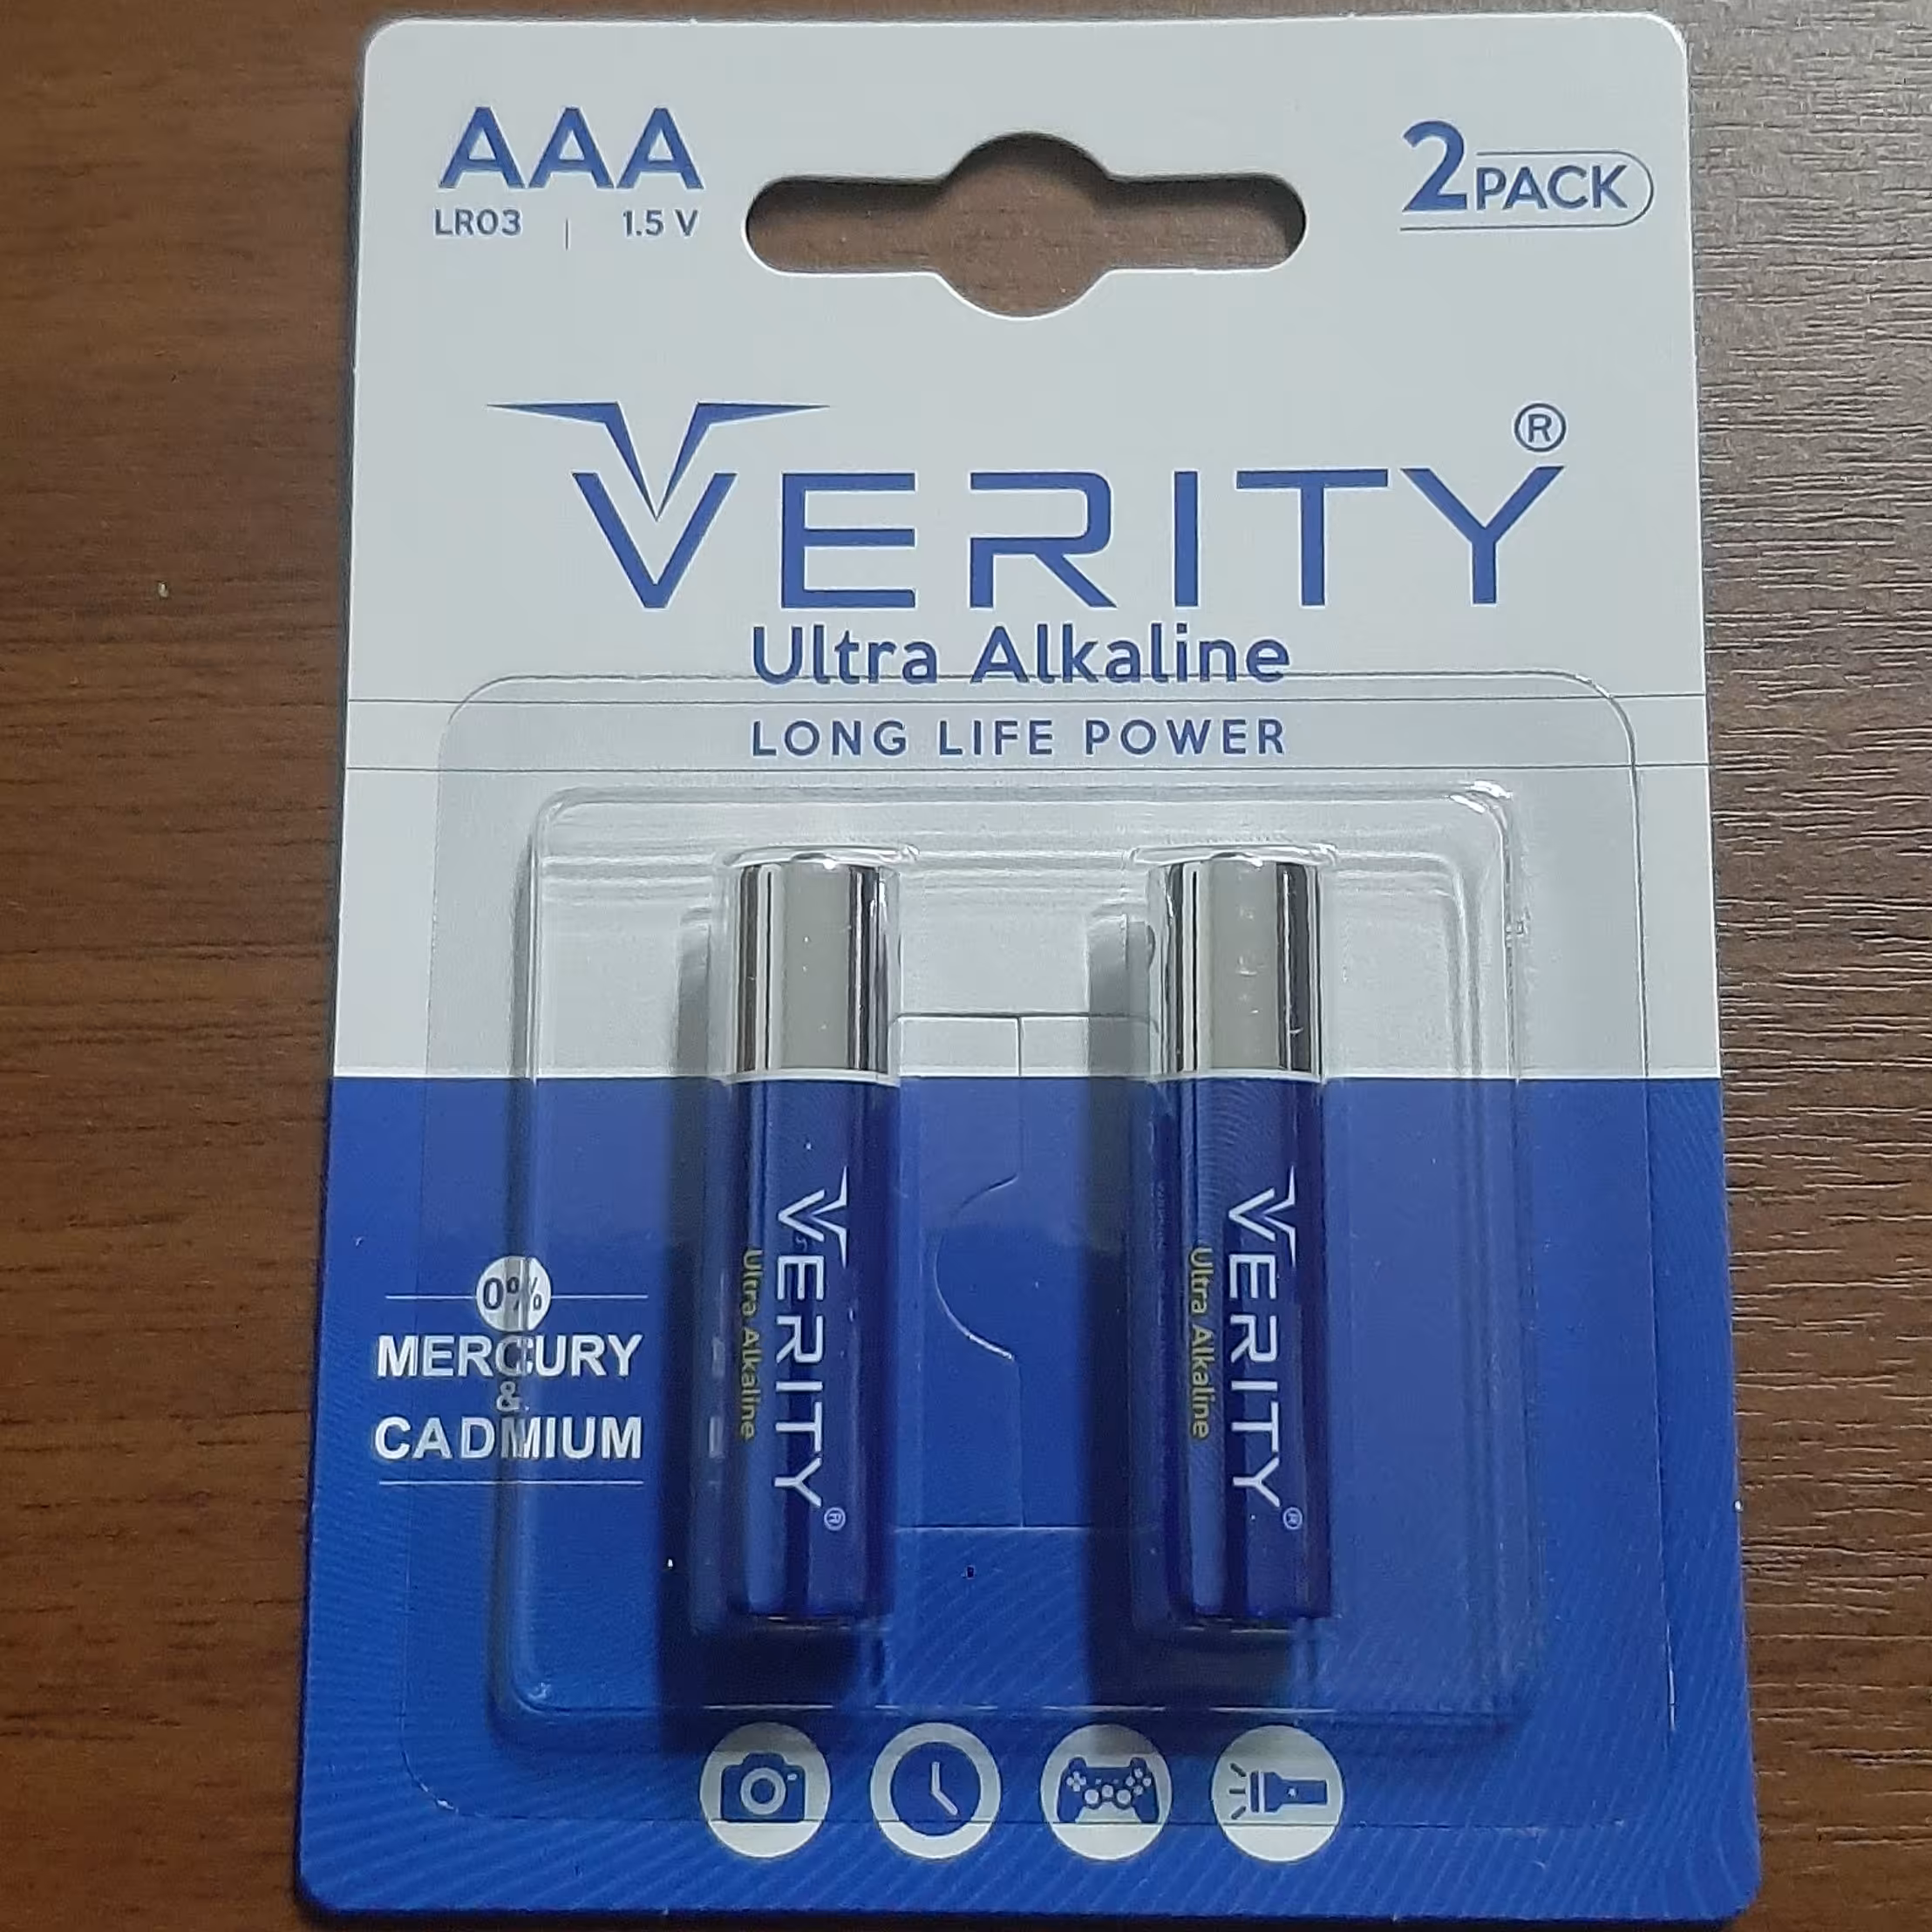 AAA
LR03 | 1.5 V
2PACK
VERITY®
Ultra Alkaline
LONG LIFE POWER
VERITY®
Ultra Alkaline
VERITY®
Ultra Alkaline
0%
MERCURY
&
CADMIUM